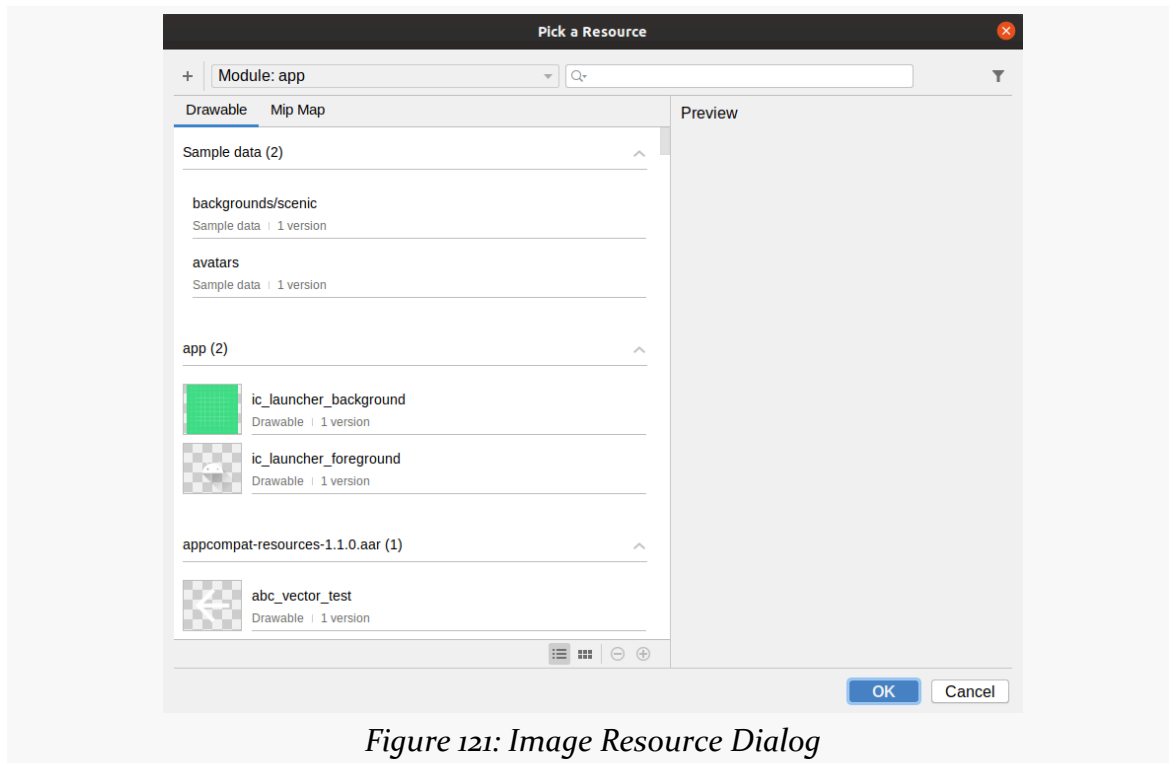 Pick a Resource
Module: app
Drawable Mip Map
Preview
Sample data (2)
backgrounds/scenic
Sample data | 1 version
avatars
Sample data | 1 version
app (2)
ic_launcher_background
Drawable | 1 version
ic_launcher_foreground
Drawable | 1 version
appcompat-resources-1.1.0.aar (1)
abc_vector_test
Drawable | 1 version
OK Cancel
Figure 121: Image Resource Dialog